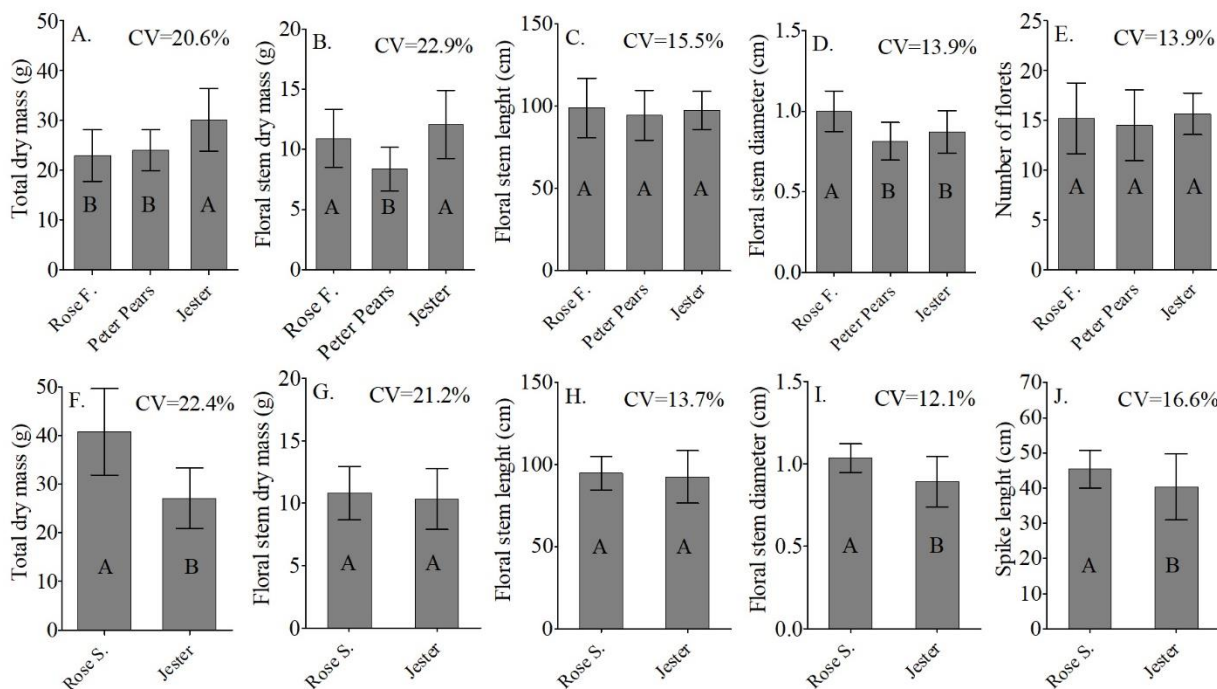 A.
CV=20.6%
Total dry mass (g)
50
40
30
20
10
0
B
B
A
Rose F.
Peter Pears
Jester
B.
CV=22.9%
Floral stem dry mass (g)
20
15
10
5
0
A
B
A
Rose F.
Peter Pears
Jester
C.
CV=15.5%
Floral stem lenght (cm)
150
100
50
0
A
A
A
Rose F.
Peter Pears
Jester
D.
CV=13.9%
Floral stem diameter (cm)
1.5
1.0
0.5
0.0
A
B
B
Rose F.
Peter Pears
Jester
E.
CV=13.9%
Number of florets
25
20
15
10
5
0
A
A
A
Rose F.
Peter Pears
Jester
F.
CV=22.4%
Total dry mass (g)
50
40
30
20
10
0
A
B
Rose S.
Jester
G.
CV=21.2%
Floral stem dry mass (g)
20
15
10
5
0
A
A
Rose S.
Jester
H.
CV=13.7%
Floral stem lenght (cm)
150
100
50
0
A
A
Rose S.
Jester
I.
CV=12.1%
Floral stem diameter (cm)
1.5
1.0
0.5
0.0
A
B
Rose S.
Jester
J.
CV=16.6%
Spike lenght (cm)
70
60
50
40
30
20
10
0
A
B
Rose S.
Jester